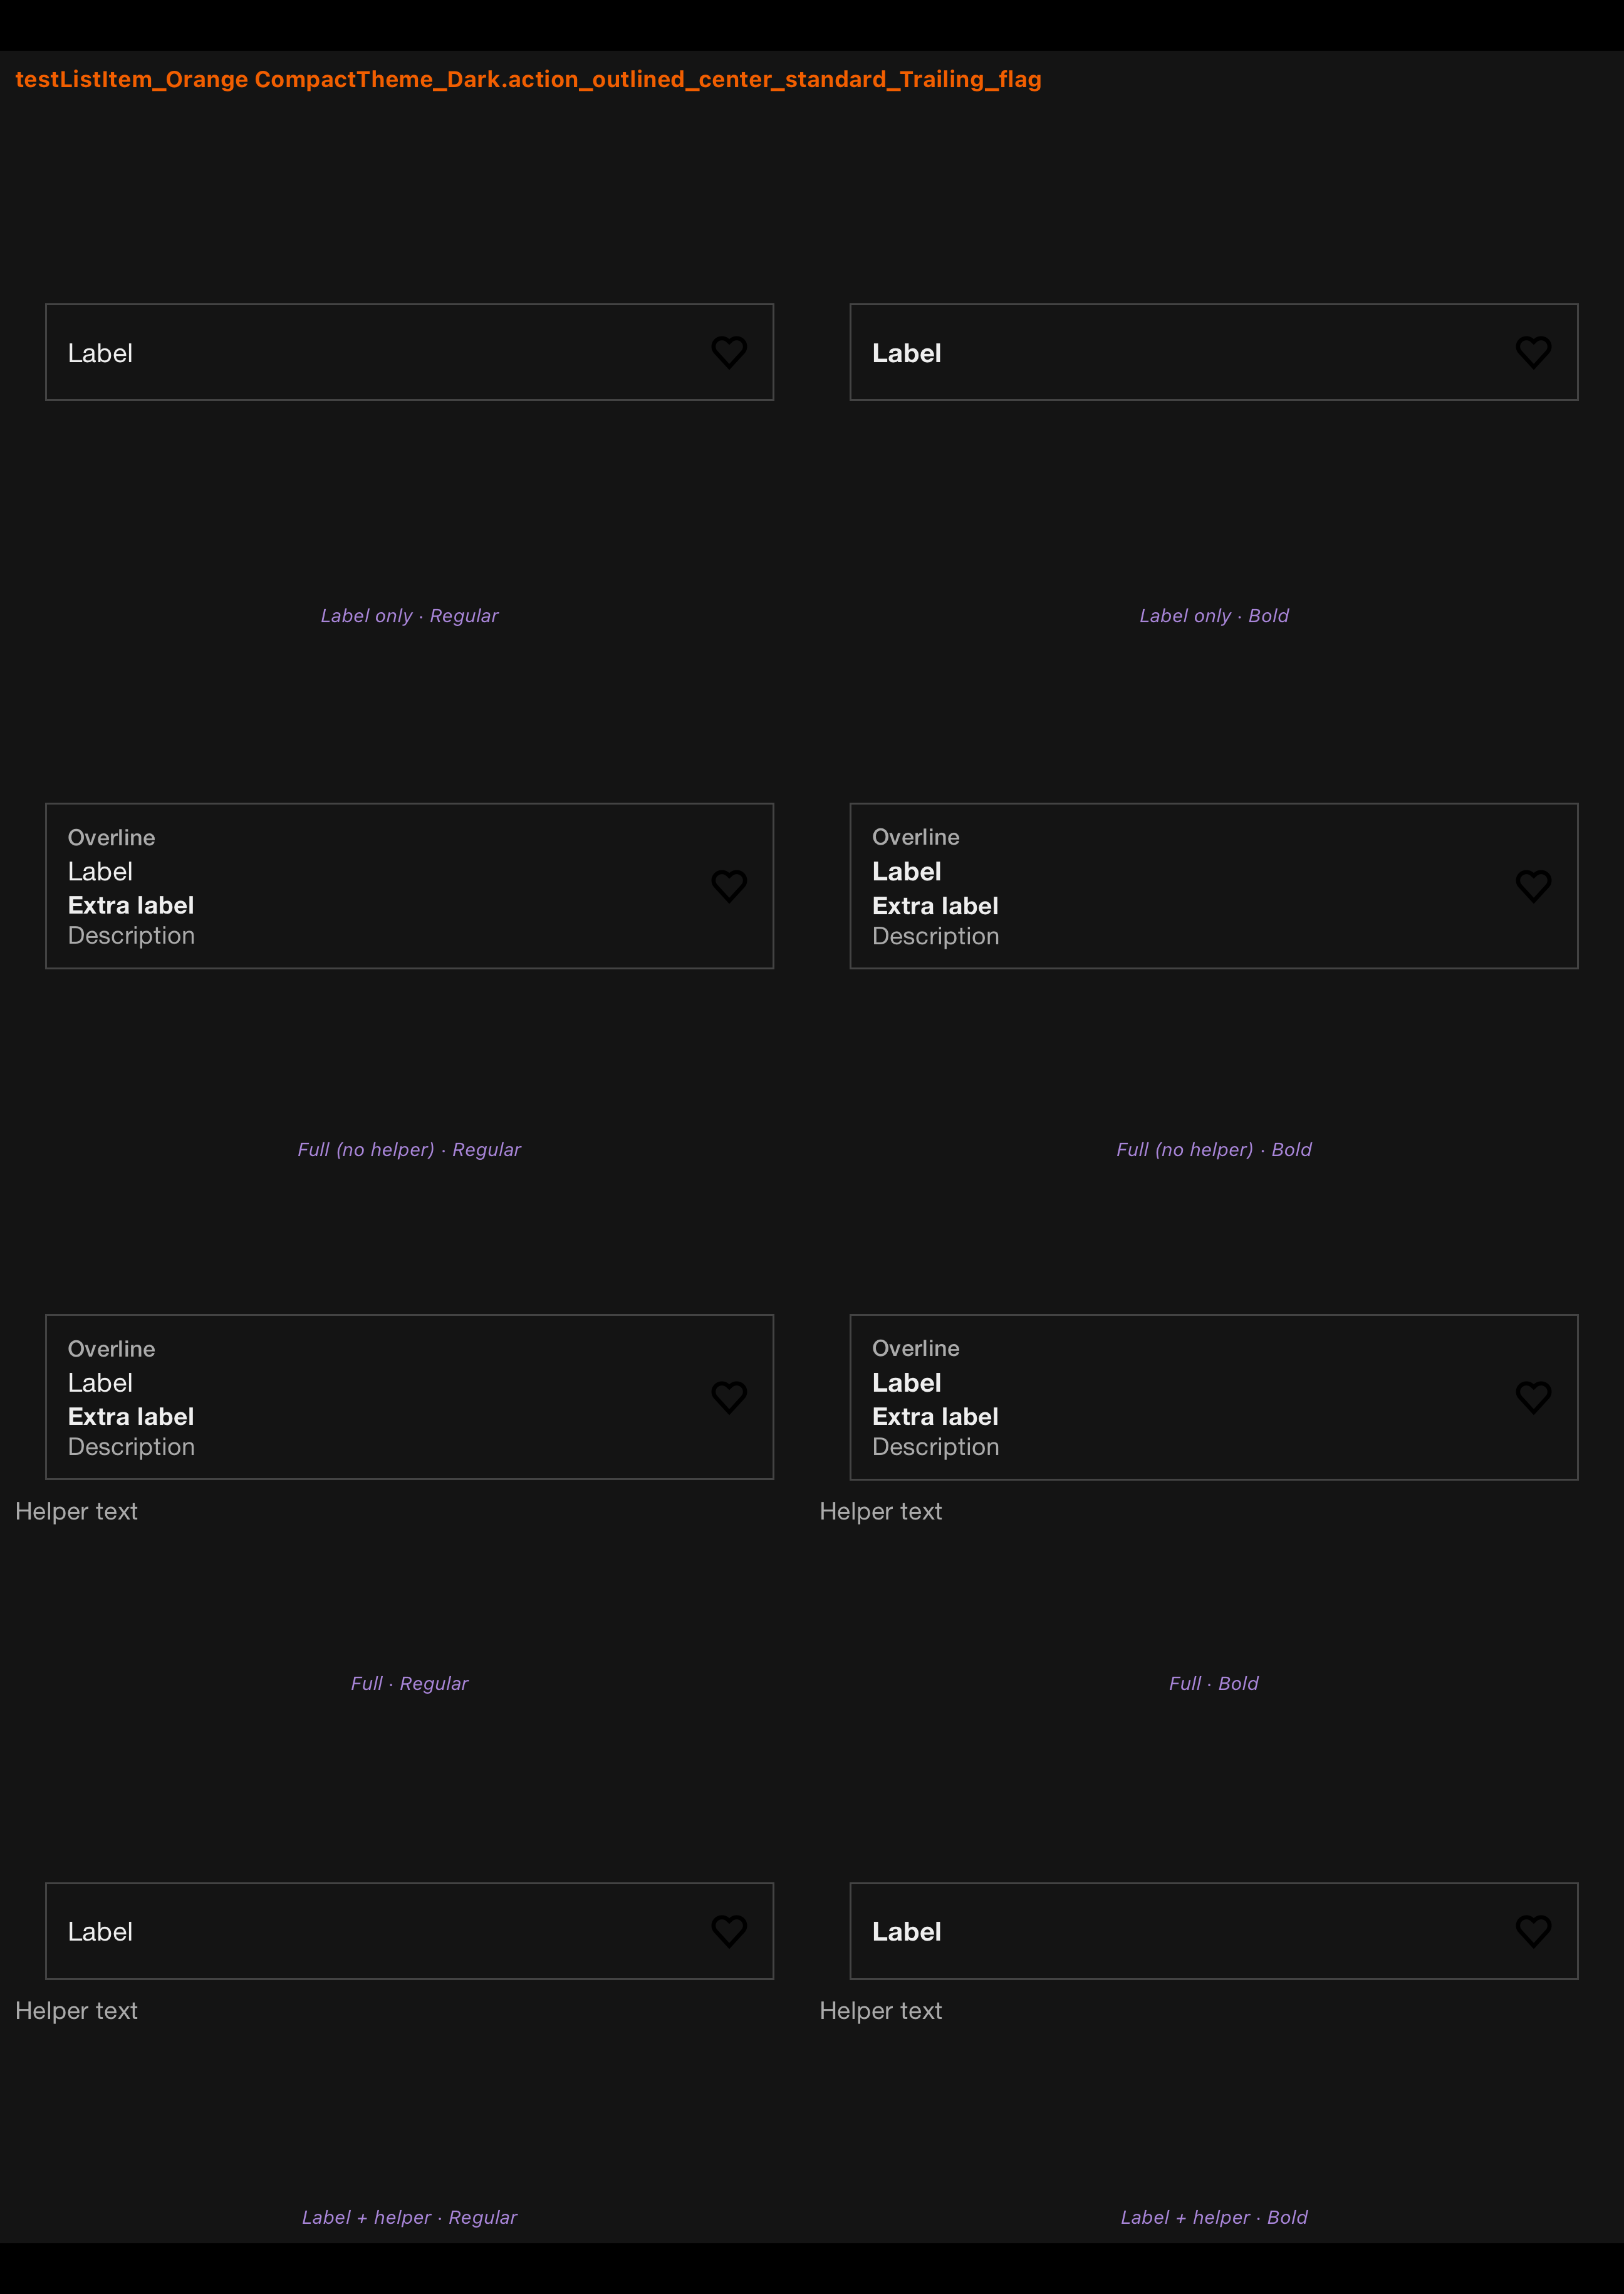 testListItem_Orange CompactTheme_Dark.action_outlined_center_standard_Trailing_flag
Label
Label
Label only · Regular
Label only · Bold
Overline
Label
Extra label
Description
Overline
Label
Extra label
Description
Full (no helper) · Regular
Full (no helper) · Bold
Overline
Label
Extra label
Description
Helper text
Overline
Label
Extra label
Description
Helper text
Full · Regular
Full · Bold
Label
Helper text
Label
Helper text
Label + helper · Regular
Label + helper · Bold